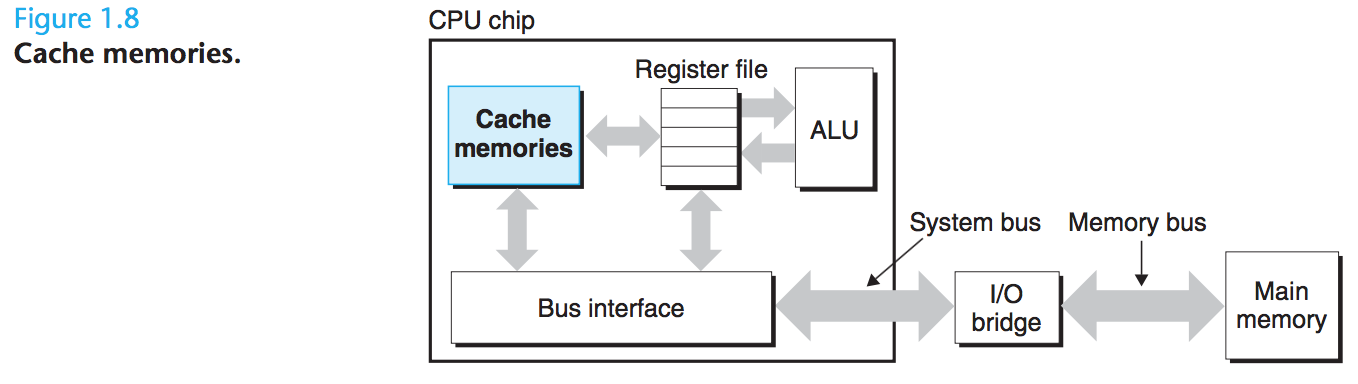 Figure 1.8
Cache memories.
CPU chip
Register file
Cache
memories
ALU
System bus
Memory bus
Bus interface
I/O
bridge
Main
memory